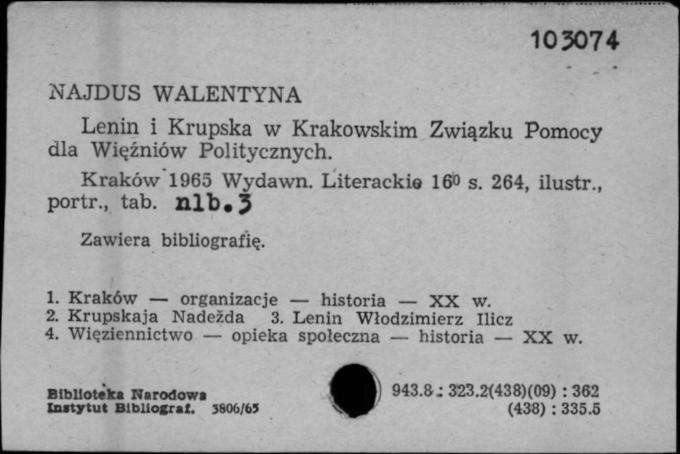 103074
NAJDUS WALENTYNA
Lenin i Krupska w Krakowskim Związku Pomocy
dla Więźniów Politycznych.
Kraków 1965 Wydawn. Literackie 16⁰ s. 264, ilustr.,
portr., tab. nlb. 3
Zawiera bibliografię.
1. Kraków — organizacje — historia — XX w.
2. Krupskaja Nadežda 3. Lenin Włodzimierz Ilicz
4. Więziennictwo — opieka społeczna — historia — XX w.
Biblioteka Narodowa
Instytut Bibliograf. 3806/65
943.8 : 323.2(438)(09) : 362
(438) : 335.5